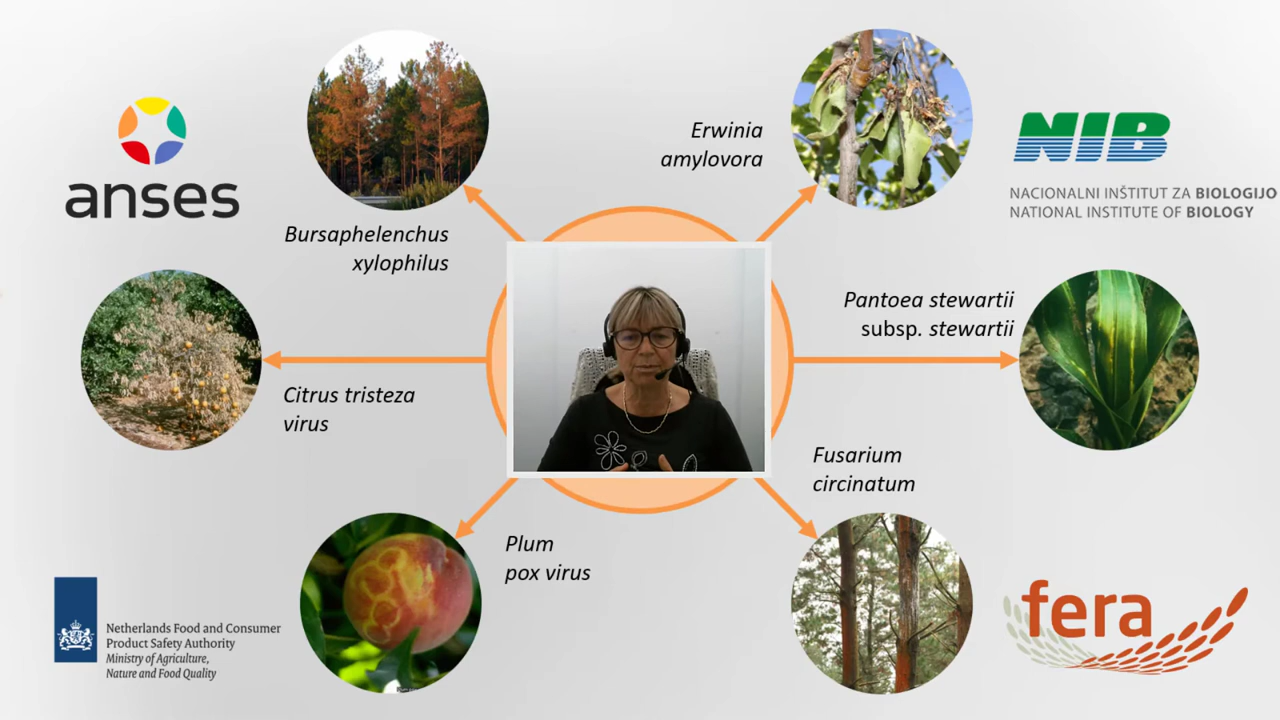 anses
Bursaphelenchus
xylophilus
Erwinia
amylovora
NIB
NACIONALNI INŠTITUT ZA BIOLOGIJO
NATIONAL INSTITUTE OF BIOLOGY
Citrus tristeza
virus
Pantoea stewartii
subsp. stewartii
Plum
pox virus
Fusarium
circinatum
Netherlands Food and Consumer
Product Safety Authority
Ministry of Agriculture,
Nature and Food Quality
fera